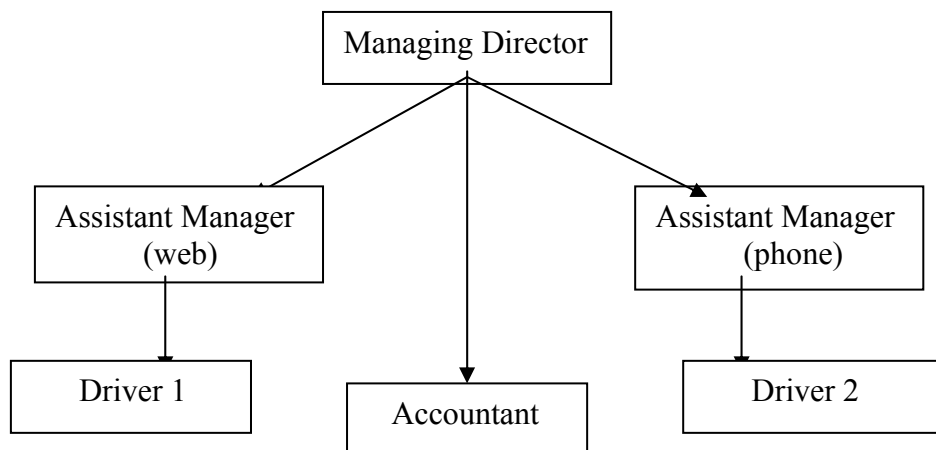 Managing Director
Assistant Manager
(web)
Assistant Manager
(phone)
Driver 1
Accountant
Driver 2